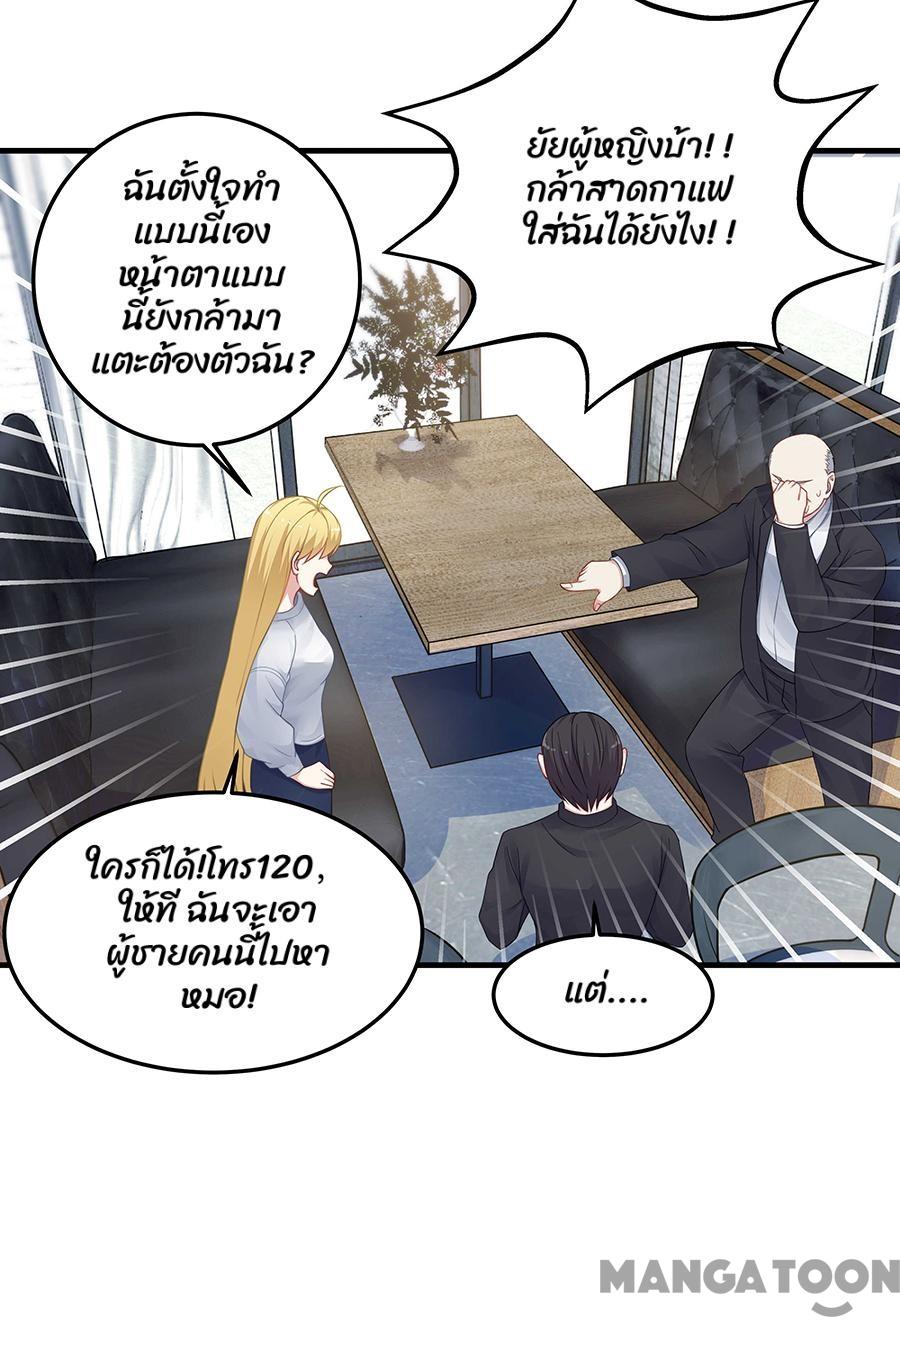 ยัยผู้หญิงบ้า!!
กล้าสาดกาแฟ
ใส่ฉันได้ยังไง!!
ฉันตั้งใจทำ
แบบนี้เอง
หน้าตาแบบ
นี้ยังกล้ามา
แตะต้องตัวฉัน?
ใครก็ได้!โทร120,
ให้ที ฉันจะเอา
ผู้ชายคนนี้ไปหา
หมอ!
แต่....
MANGATOON